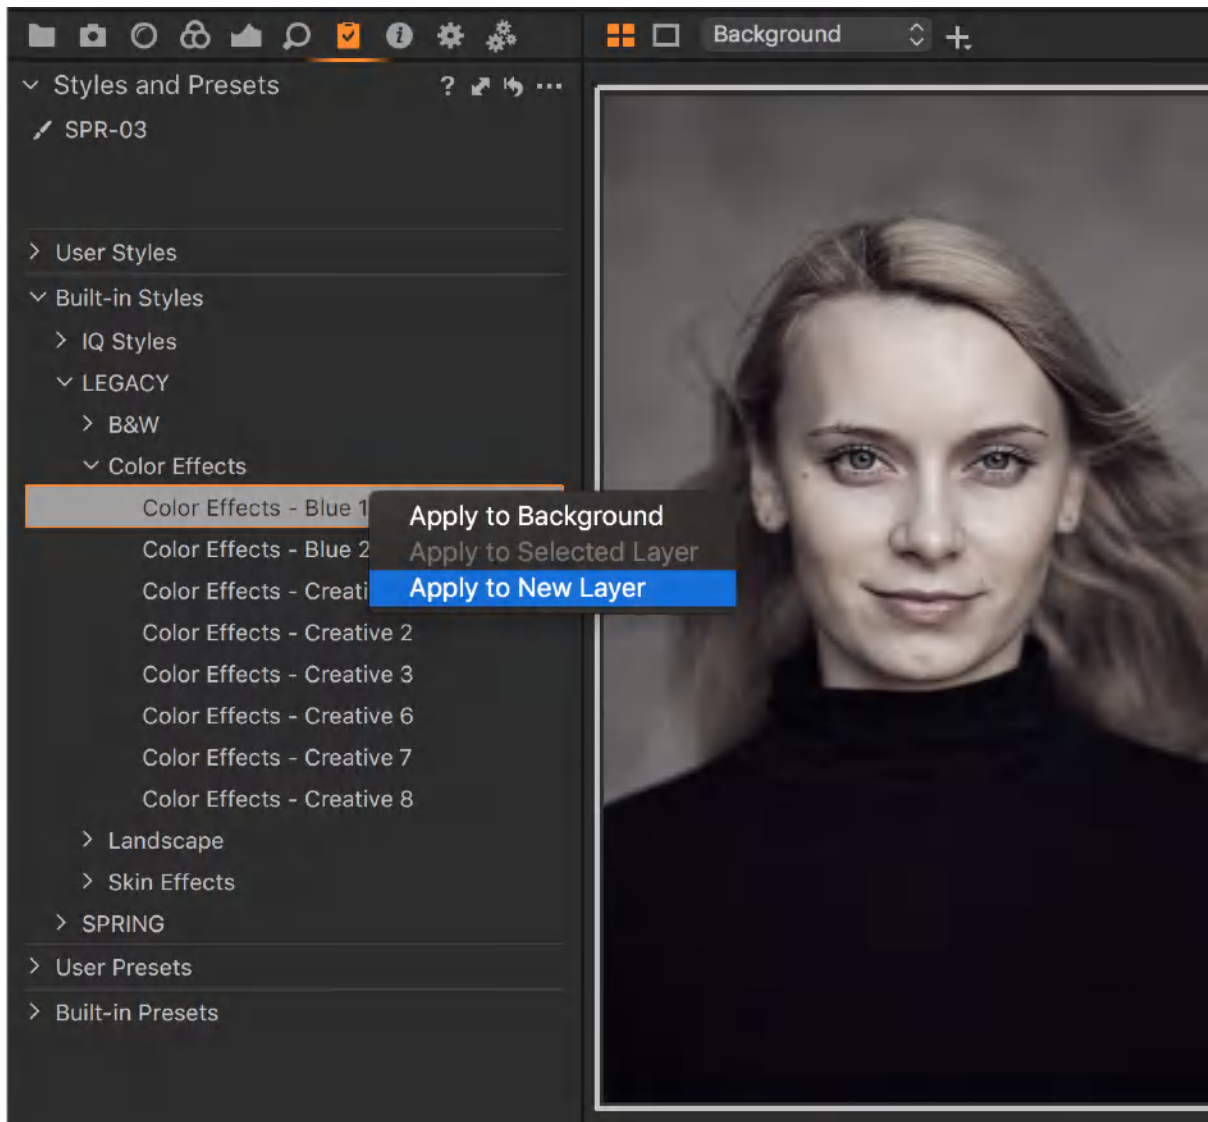 Background
Styles and Presets ? ...
SPR-03
User Styles
Built-in Styles
IQ Styles
LEGACY
B&W
Color Effects
Color Effects - Blue 1
Apply to Background
Color Effects - Blue 2
Apply to Selected Layer
Color Effects - Creati
Apply to New Layer
Color Effects - Creative 2
Color Effects - Creative 3
Color Effects - Creative 6
Color Effects - Creative 7
Color Effects - Creative 8
Landscape
Skin Effects
SPRING
User Presets
Built-in Presets